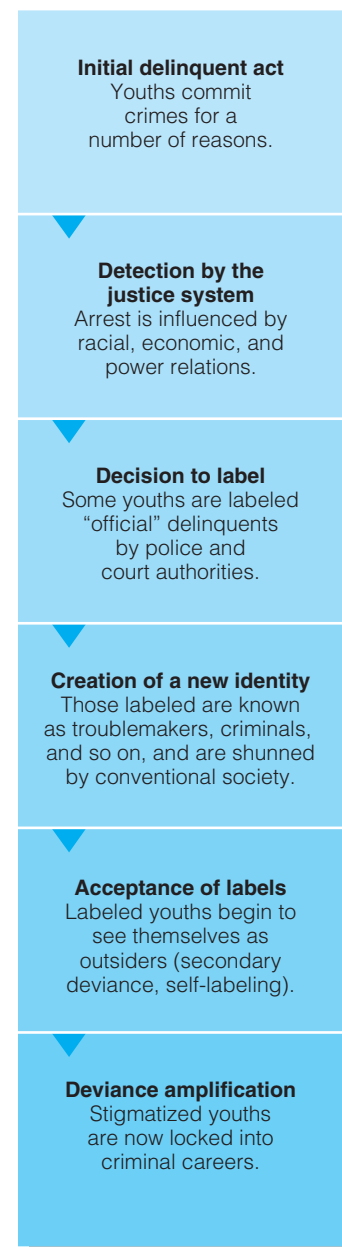 Initial delinquent act
Youths commit
crimes for a
number of reasons.
Detection by the
justice system
Arrest is influenced by
racial, economic, and
power relations.
Decision to label
Some youths are labeled
“official” delinquents
by police and
court authorities.
Creation of a new identity
Those labeled are known
as troublemakers, criminals,
and so on, and are shunned
by conventional society.
Acceptance of labels
Labeled youths begin to
see themselves as
outsiders (secondary
deviance, self-labeling).
Deviance amplification
Stigmatized youths
are now locked into
criminal careers.